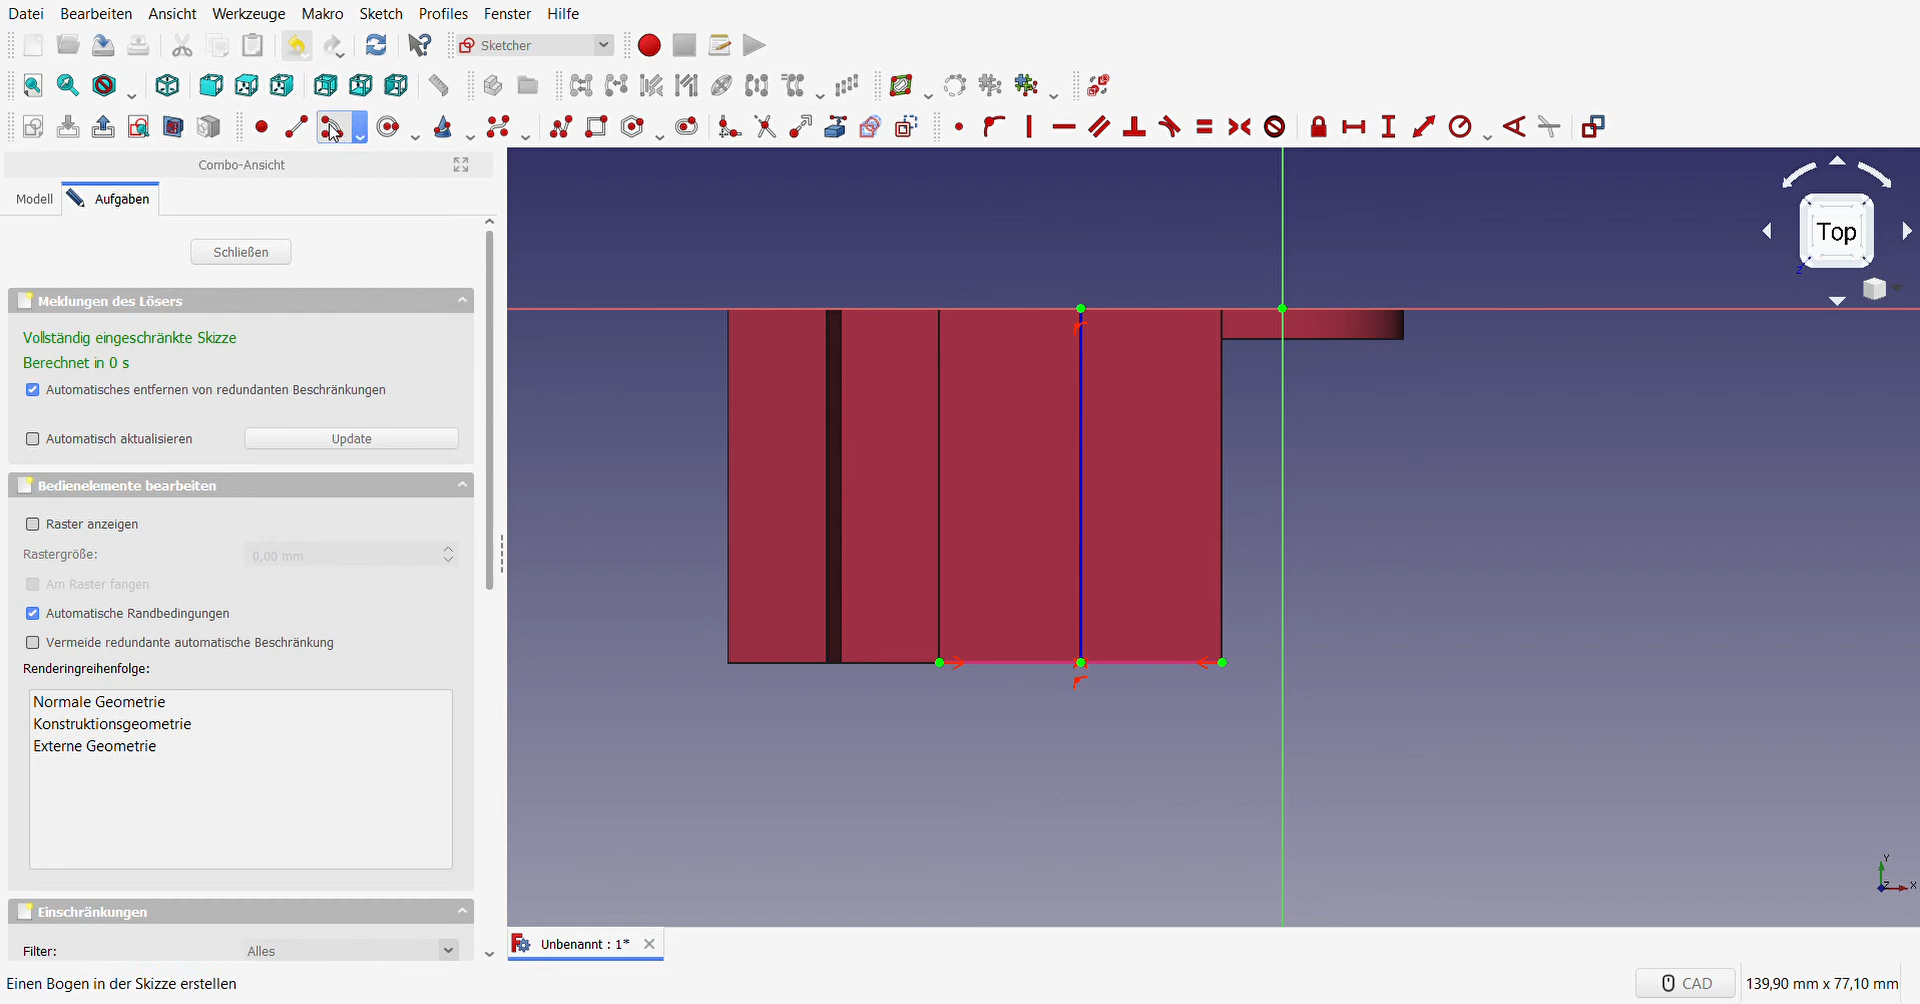 Datei Bearbeiten Ansicht Werkzeuge Makro Sketch Profiles Fenster Hilfe
Sketcher
Combo-Ansicht
Modell Aufgaben
Schließen
Meldungen des Lösers
Vollständig eingeschränkte Skizze
Berechnet in 0 s
Automatisches entfernen von redundanten Beschränkungen
Automatisch aktualisieren Update
Bedienelemente bearbeiten
Raster anzeigen
Rastergröße: 0,00 mm
Am Raster fangen
Automatische Randbedingungen
Vermeide redundante automatische Beschränkung
Renderingreihenfolge:
Normale Geometrie
Konstruktionsgeometrie
Externe Geometrie
Einschränkungen
Filter: Alles
Top
Z
Y
Z X
Unbenannt : 1*
Einen Bogen in der Skizze erstellen
CAD 139,90 mm x 77,10 mm